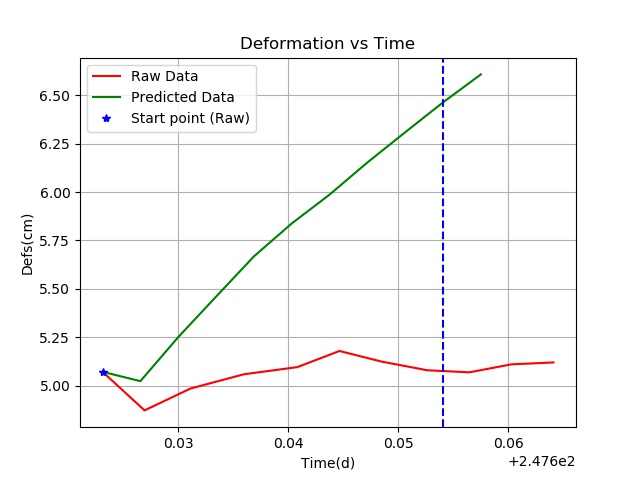 Deformation vs Time
Raw Data
Predicted Data
Start point (Raw)
Defs(cm)
6.50
6.25
6.00
5.75
5.50
5.25
5.00
0.03 0.04 0.05 0.06
Time(d)
+2.476e2